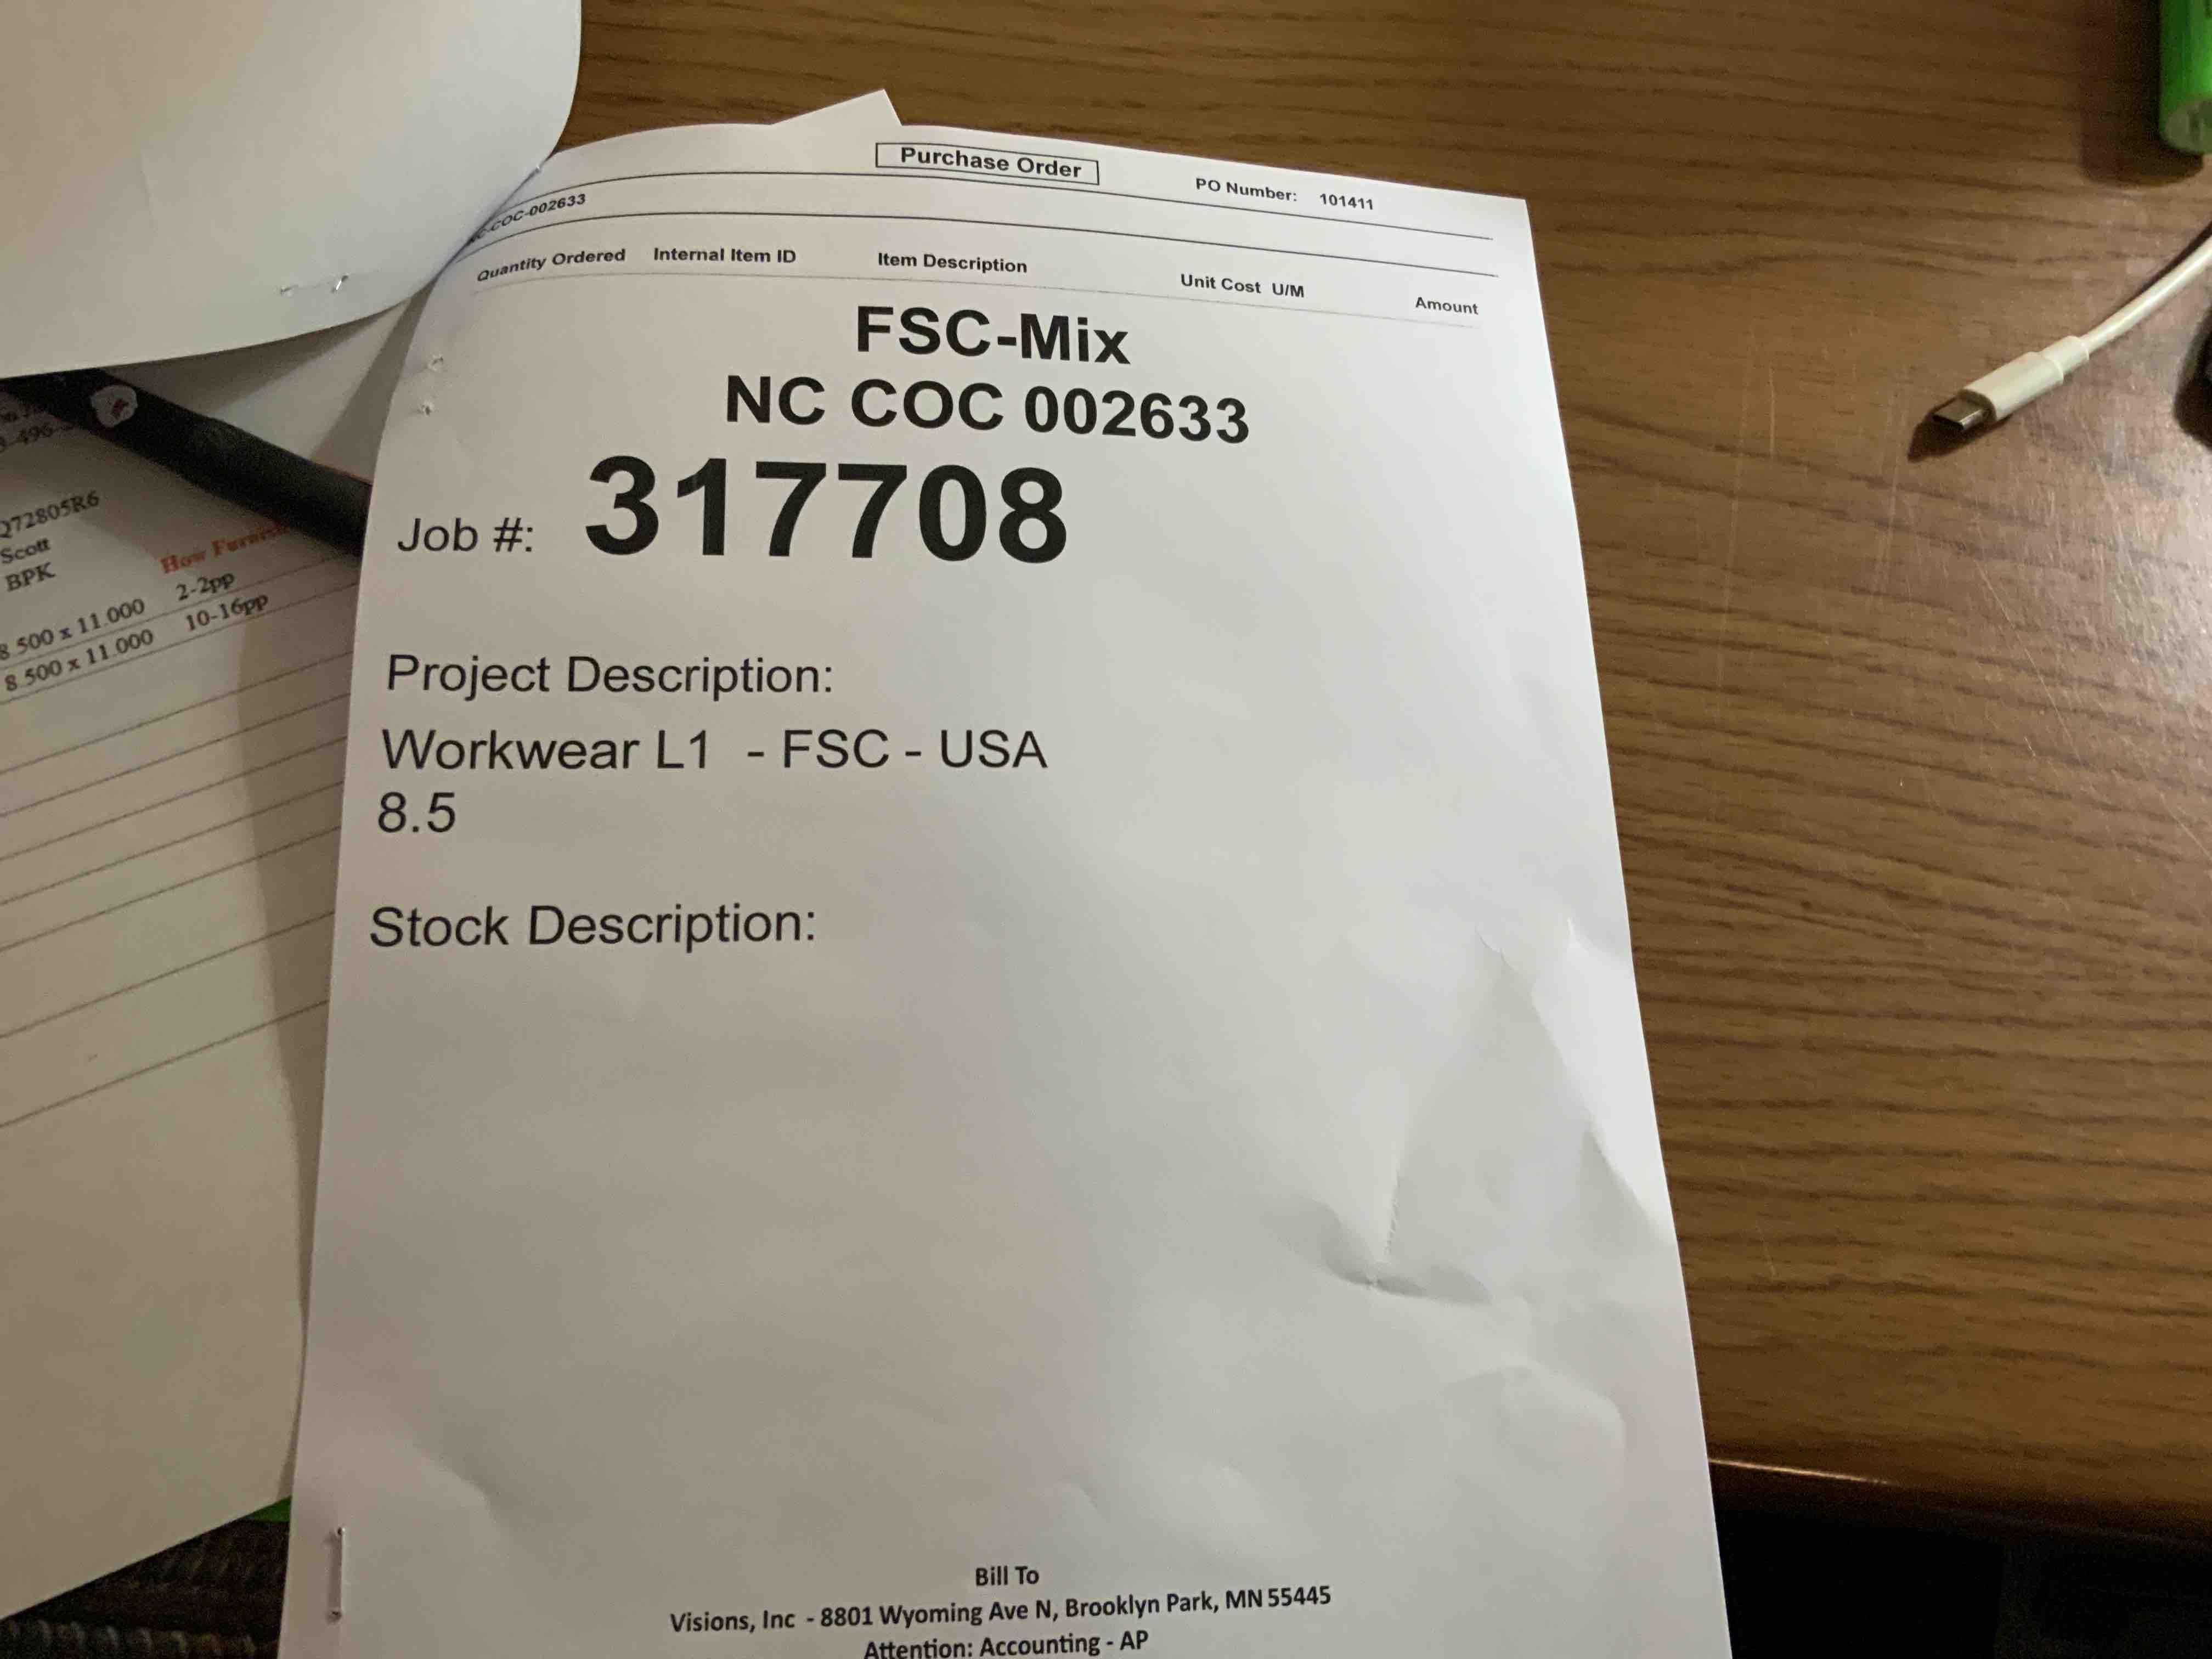 Purchase Order
PO Number: 101411
COC-002633
Quantity Ordered Internal Item ID Item Description Unit Cost U/M Amount
FSC-Mix
NC COC 002633
Job #: 317708
Project Description:
Workwear L1 - FSC - USA
8.5
Stock Description:
Bill To
Visions, Inc - 8801 Wyoming Ave N, Brooklyn Park, MN 55445
Attention: Accounting - AP
496
Q72805R6
Scott
BPK
How
8.500 x 11.000 2-2pp
8.500 x 11.000 10-16pp